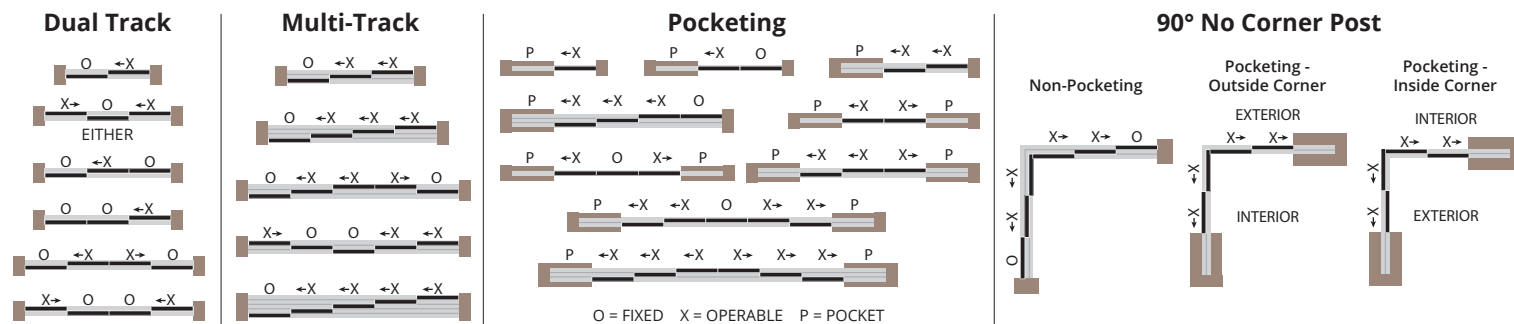 Dual Track
O ←X
X→ O ←X
EITHER
O ←X O
O O ←X
O ←X X→ O
X→ O O ←X
Multi-Track
O ←X ←X
O ←X ←X ←X
O ←X ←X X→ O
X→ O O ←X ←X
O ←X ←X ←X ←X
Pocketing
P ←X
P ←X O
P ←X ←X
P ←X ←X ←X O
P ←X X→ P
P ←X O X→ P
P ←X ←X X→ P
P ←X ←X O X→ X→ P
P ←X ←X ←X X→ X→ X→ P
O = FIXED X = OPERABLE P = POCKET
90° No Corner Post
Non-Pocketing
X→ X→ O
←X
←X
O
Pocketing -
Outside Corner
EXTERIOR
X→ X→
←X
←X
INTERIOR
Pocketing -
Inside Corner
INTERIOR
X→ X→
←X
←X
EXTERIOR